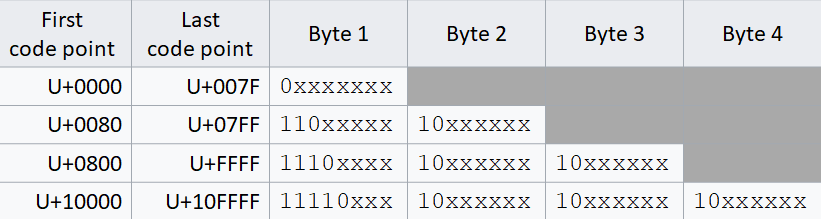 First code point Last code point Byte 1 Byte 2 Byte 3 Byte 4
U+0000 U+007F 0xxxxxxx
U+0080 U+07FF 110xxxxx 10xxxxxx
U+0800 U+FFFF 1110xxxx 10xxxxxx 10xxxxxx
U+10000 U+10FFFF 11110xxx 10xxxxxx 10xxxxxx 10xxxxxx